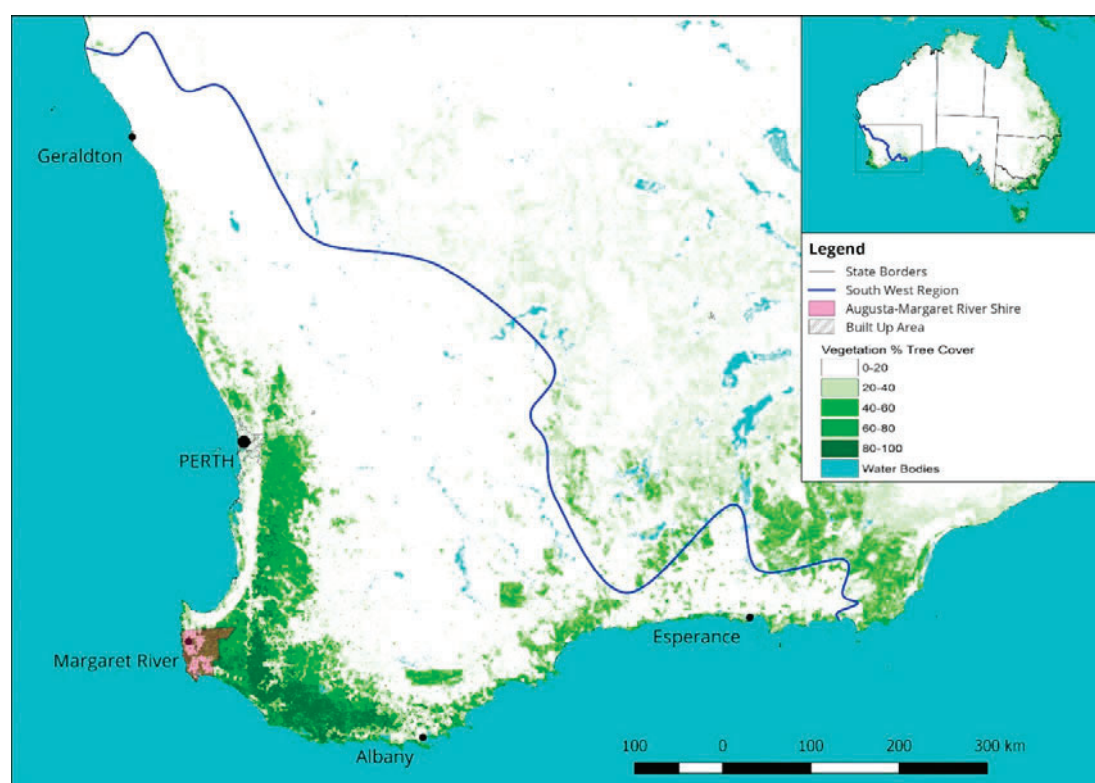 Geraldton
PERTH
Margaret River
Albany
Esperance
Legend
State Borders
South West Region
Augusta-Margaret River Shire
Built Up Area
Vegetation % Tree Cover
0-20
20-40
40-60
60-80
80-100
Water Bodies
100 0 100 200 300 km